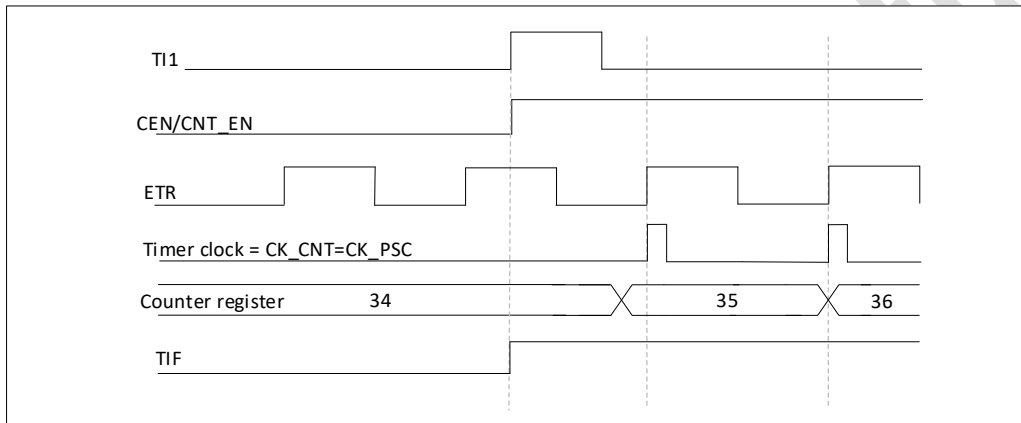 TI1
CEN/CNT_EN
ETR
Timer clock = CK_CNT=CK_PSC
Counter register 34 35 36
TIF